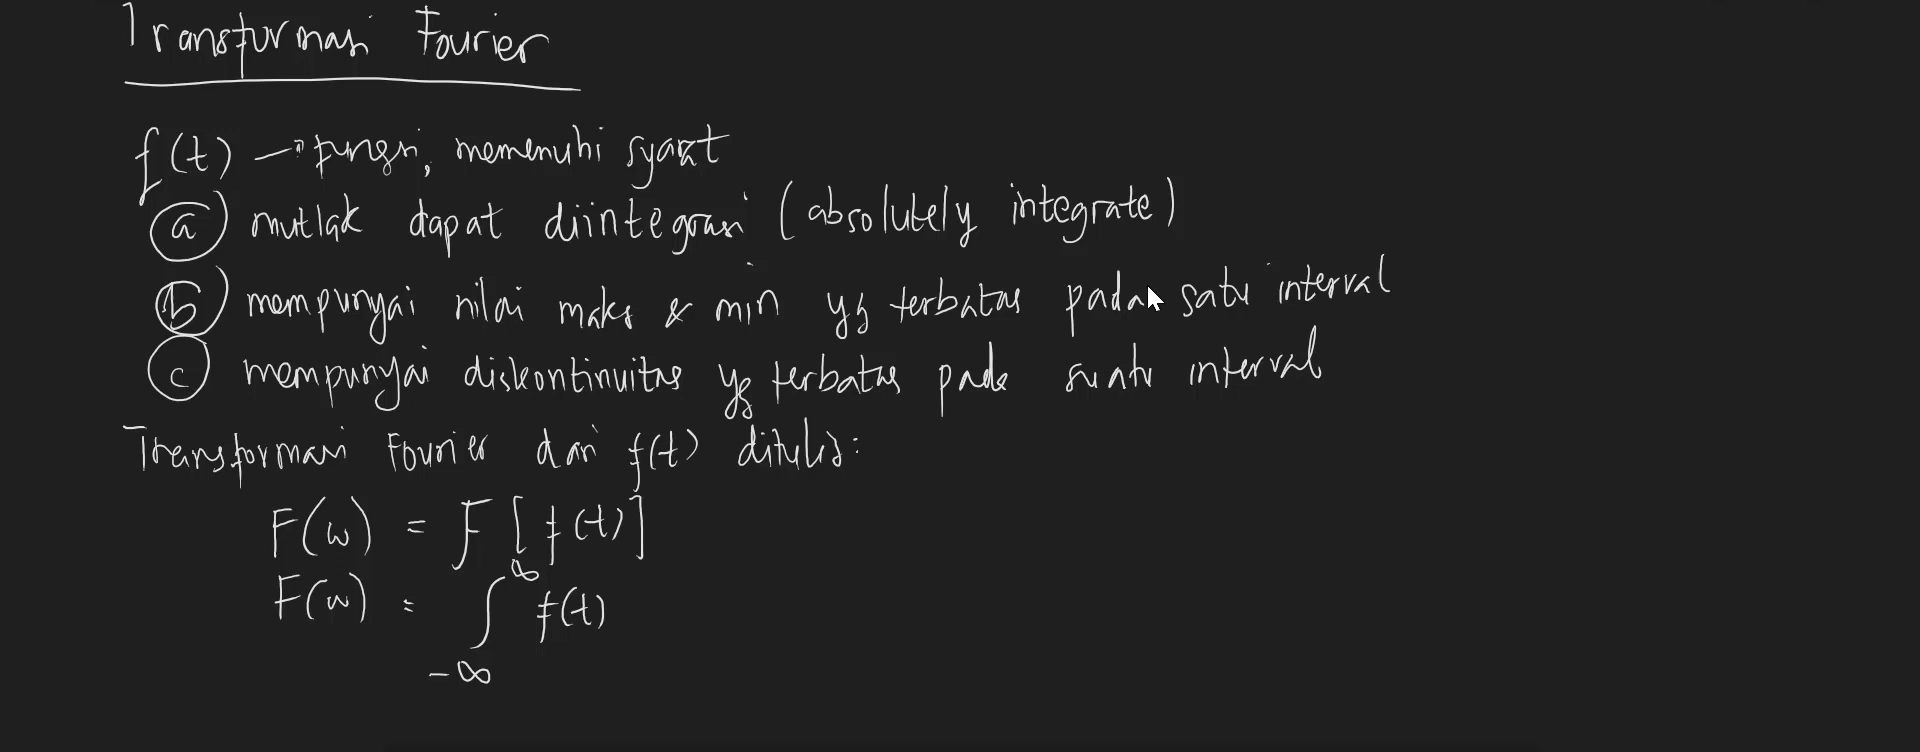 Transformasi Fourier
f(t) → fungsi, memenuhi syarat
(a) mutlak dapat diintegrasi (absolutely integrate)
(b) mempunyai nilai maks & min yg terbatas pada satu interval
(c) mempunyai diskontinuitas yg terbatas pada suatu interval
Transformasi Fourier dari f(t) ditulis:
F(ω) = F [f(t)]
F(ω) = ∫_{-∞}^{∞} f(t)